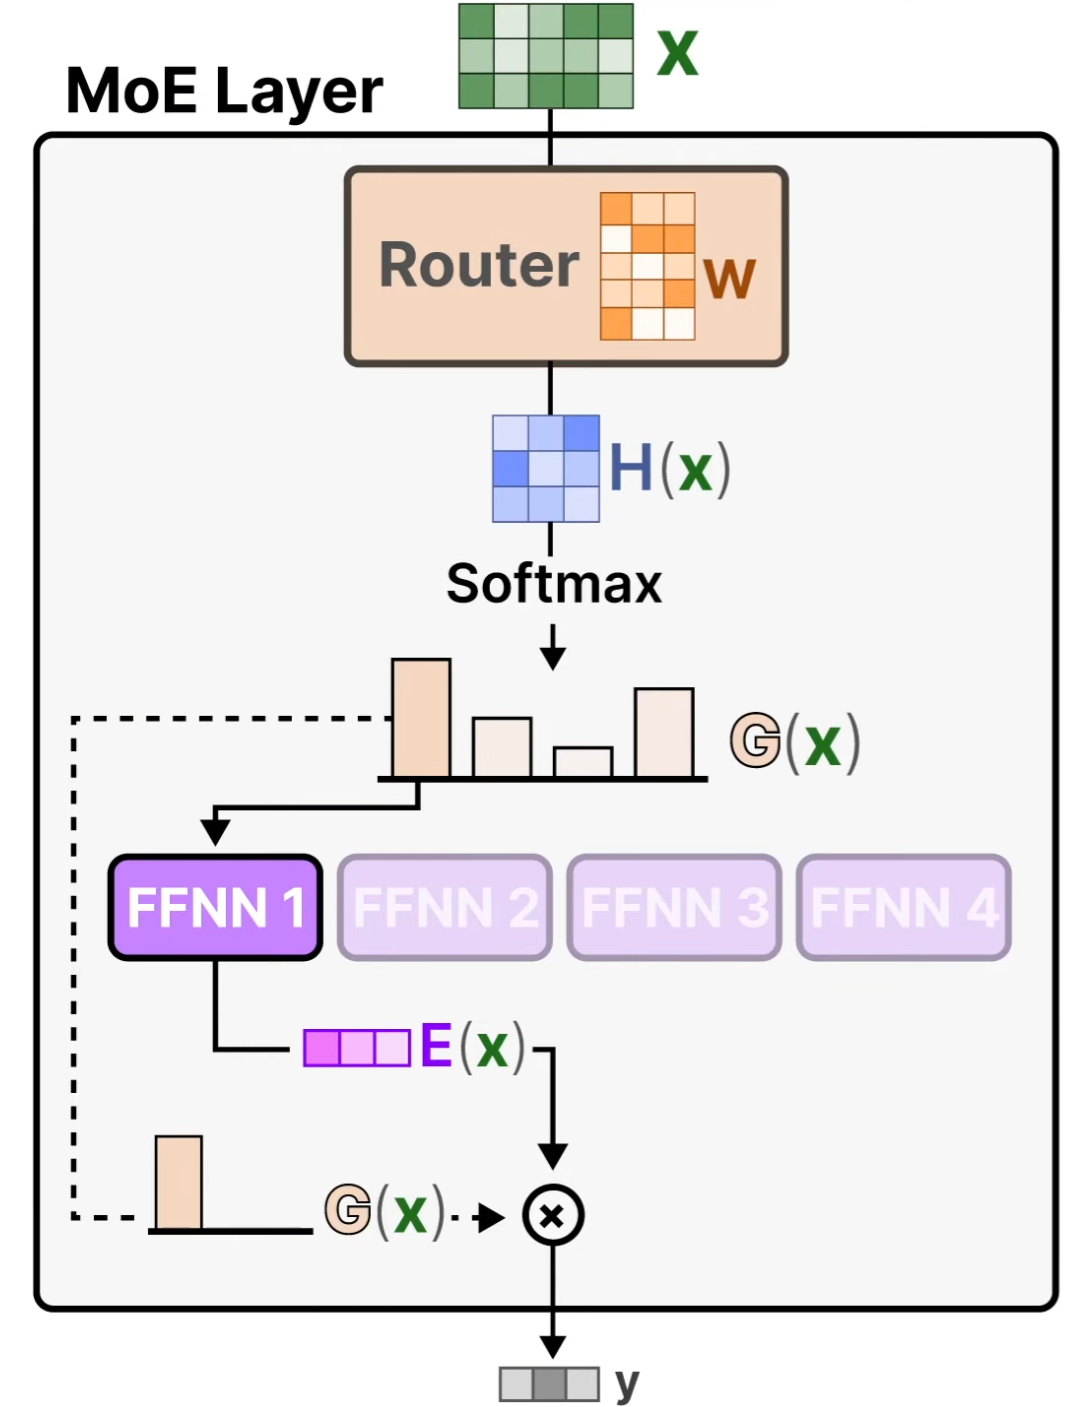 X
MoE Layer
Router W
H(x)
Softmax
G(x)
FFNN 1 FFNN 2 FFNN 3 FFNN 4
E(x)
G(x)
y